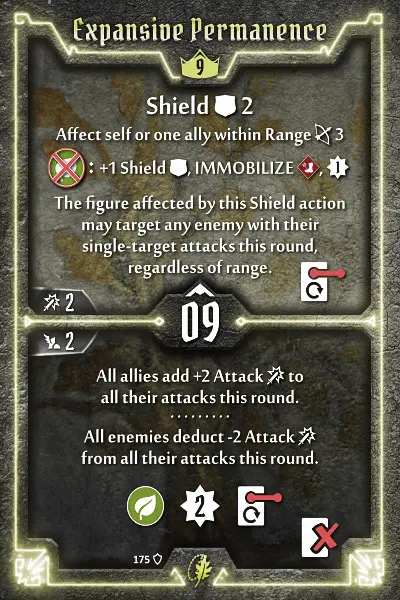 Expansive Permanence
9
Shield 2
Affect self or one ally within Range 3
: +1 Shield , IMMOBILIZE , 1
The figure affected by this Shield action
may target any enemy with their
single-target attacks this round,
regardless of range.
2
09
2
All allies add +2 Attack to
all their attacks this round.
All enemies deduct -2 Attack
from all their attacks this round.
2
175